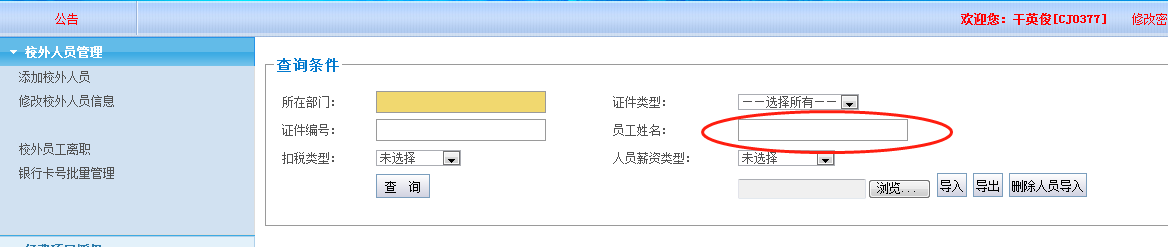 公告
欢迎您：干英俊[CJ0377]
修改密
校外人员管理
添加校外人员
修改校外人员信息
校外员工离职
银行卡号批量管理
查询条件
所在部门：
证件类型：
－－选择所有－－
证件编号：
员工姓名：
扣税类型：
未选择
人员薪资类型：
未选择
查 询
浏览...
导入
导出
删除人员导入